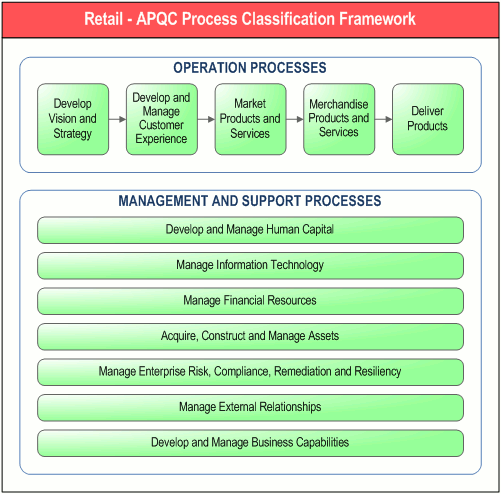 Retail - APQC Process Classification Framework
OPERATION PROCESSES
Develop
Vision and
Strategy
Develop and
Manage
Customer
Experience
Market
Products and
Services
Merchandise
Products and
Services
Deliver
Products
MANAGEMENT AND SUPPORT PROCESSES
Develop and Manage Human Capital
Manage Information Technology
Manage Financial Resources
Acquire, Construct and Manage Assets
Manage Enterprise Risk, Compliance, Remediation and Resiliency
Manage External Relationships
Develop and Manage Business Capabilities